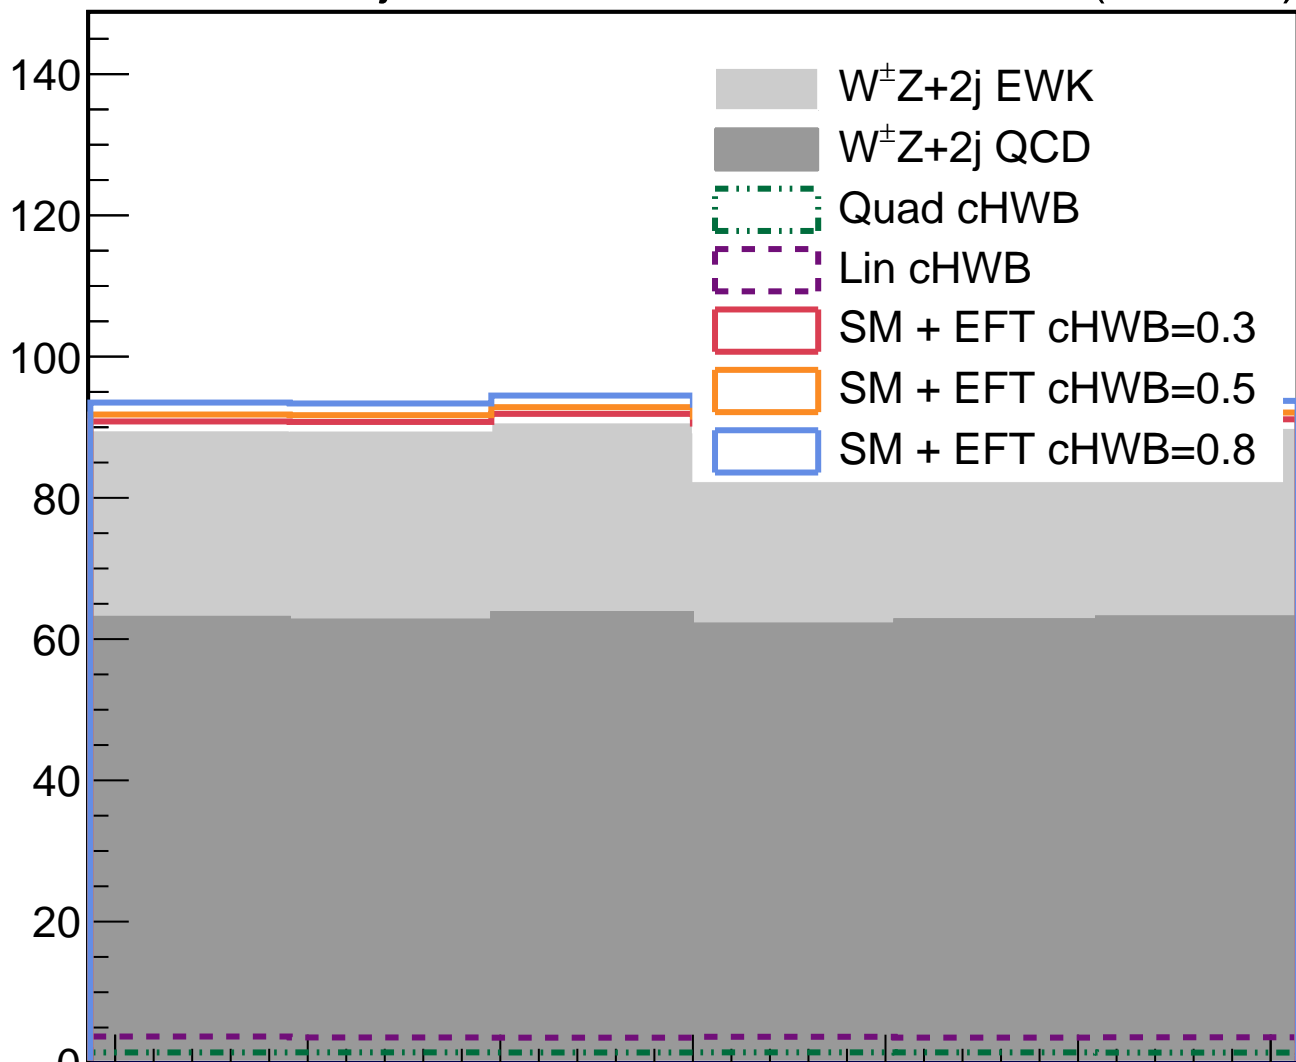 140
W±Z+2j EWK
W±Z+2j QCD
120
Quad cHWB
Lin cHWB
100
SM + EFT cHWB=0.3
SM + EFT cHWB=0.5
SM + EFT cHWB=0.8
80
60
40
20
0